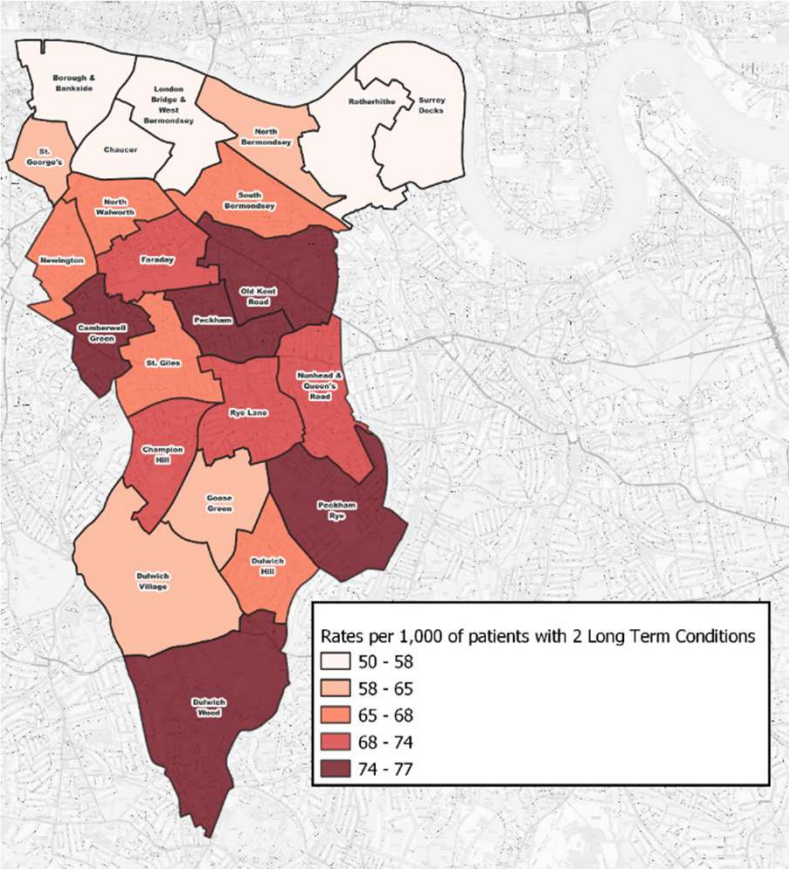 Borough &
Bankside
London
Bridge &
West
Bermondsey
Rotherhithe
Surrey
Docks
North
Bermondsey
St.
George's
Chaucer
North
Walworth
South
Bermondsey
Newington
Faraday
Old Kent
Road
Peckham
Camberwell
Green
St. Giles
Nunhead &
Queen's
Road
Rye Lane
Champion
Hill
Goose
Green
Peckham
Rye
Dulwich
Hill
Dulwich
Village
Dulwich
Wood
Rates per 1,000 of patients with 2 Long Term Conditions
50 - 58
58 - 65
65 - 68
68 - 74
74 - 77